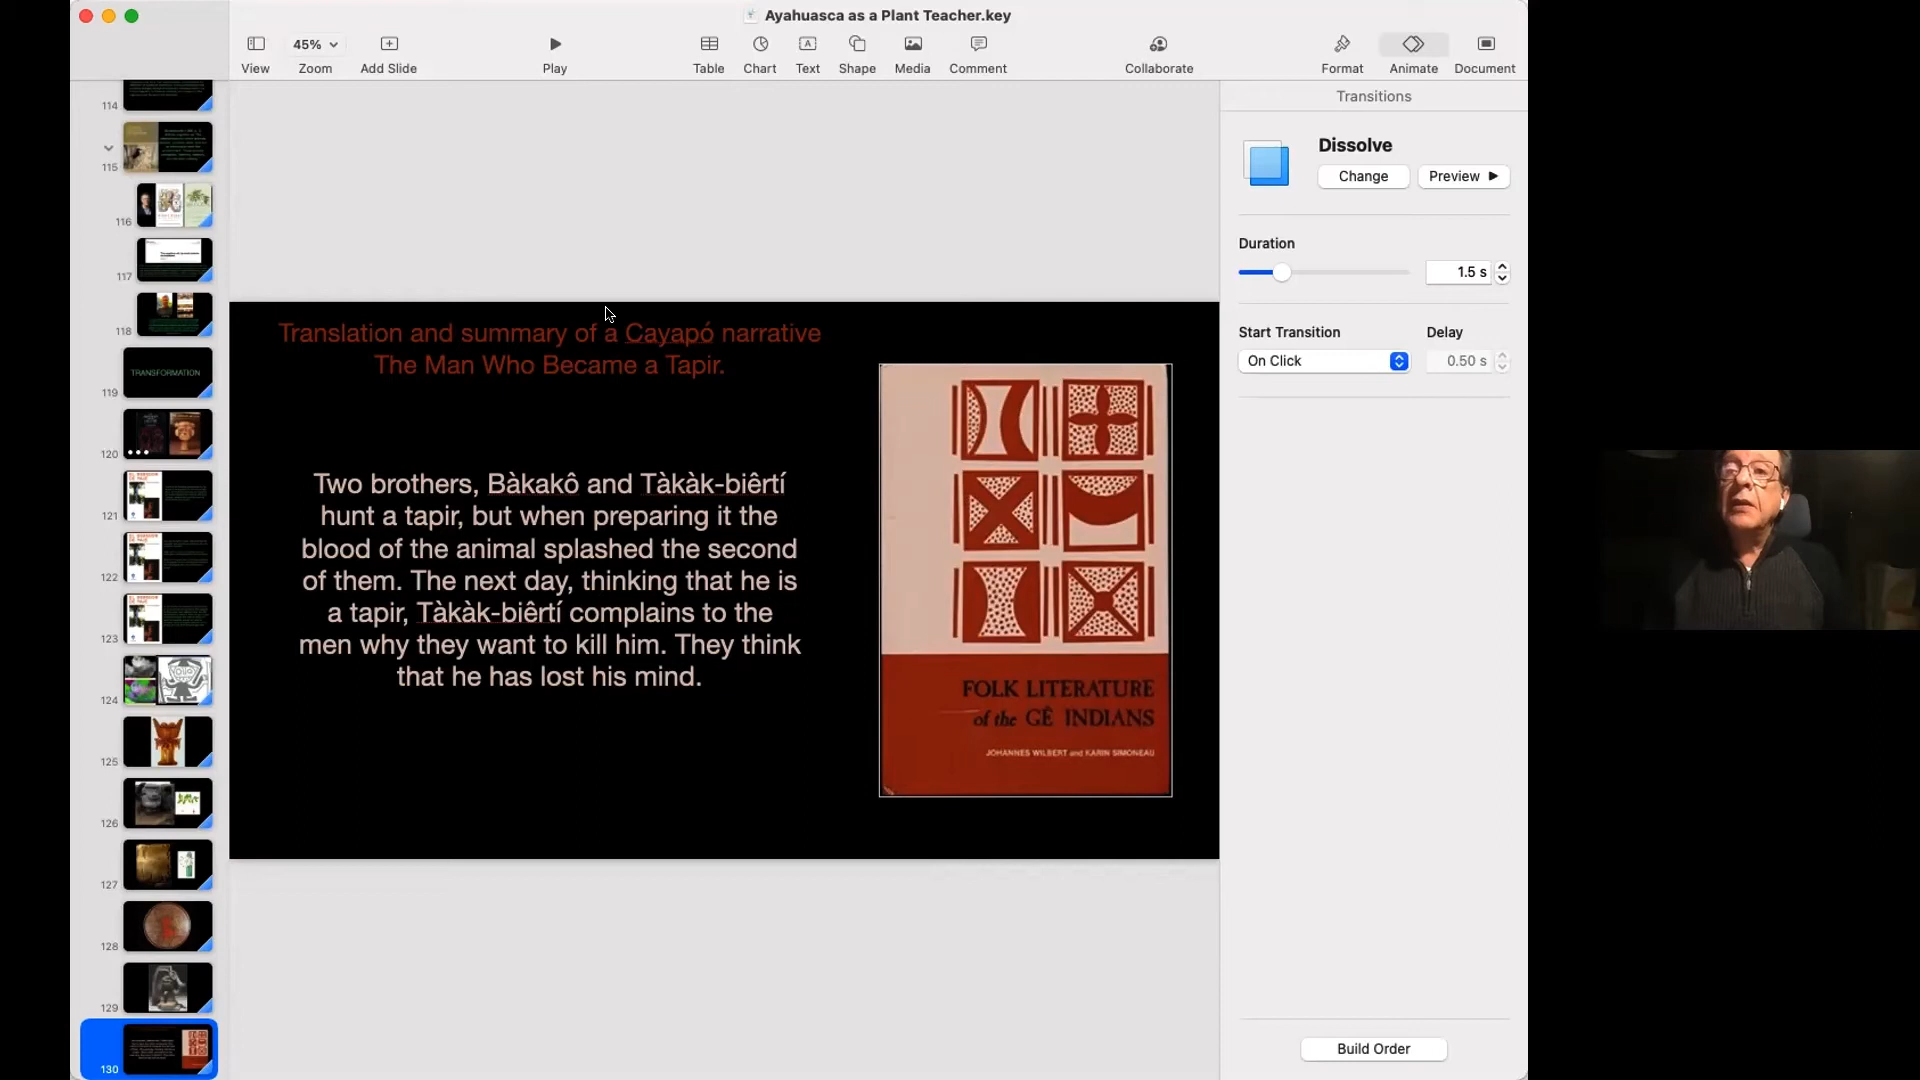 Ayahuasca as a Plant Teacher.key
45%
View
Zoom
Add Slide
Play
Table
Chart
Text
Shape
Media
Comment
Collaborate
Format
Animate
Document
114
115
116
117
118
TRANSFORMATION
119
120
121
122
123
124
125
126
127
128
129
130
Translation and summary of a Cayapó narrative
The Man Who Became a Tapir.
Two brothers, Bàkakô and Tàkàk-biêrtí
hunt a tapir, but when preparing it the
blood of the animal splashed the second
of them. The next day, thinking that he is
a tapir, Tàkàk-biêrtí complains to the
men why they want to kill him. They think
that he has lost his mind.
FOLK LITERATURE
of the GÊ INDIANS
JOHANNES WILBERT and KARIN SIMONEAU
Transitions
Dissolve
Change
Preview
Duration
1.5 s
Start Transition
Delay
On Click
0.50 s
Build Order